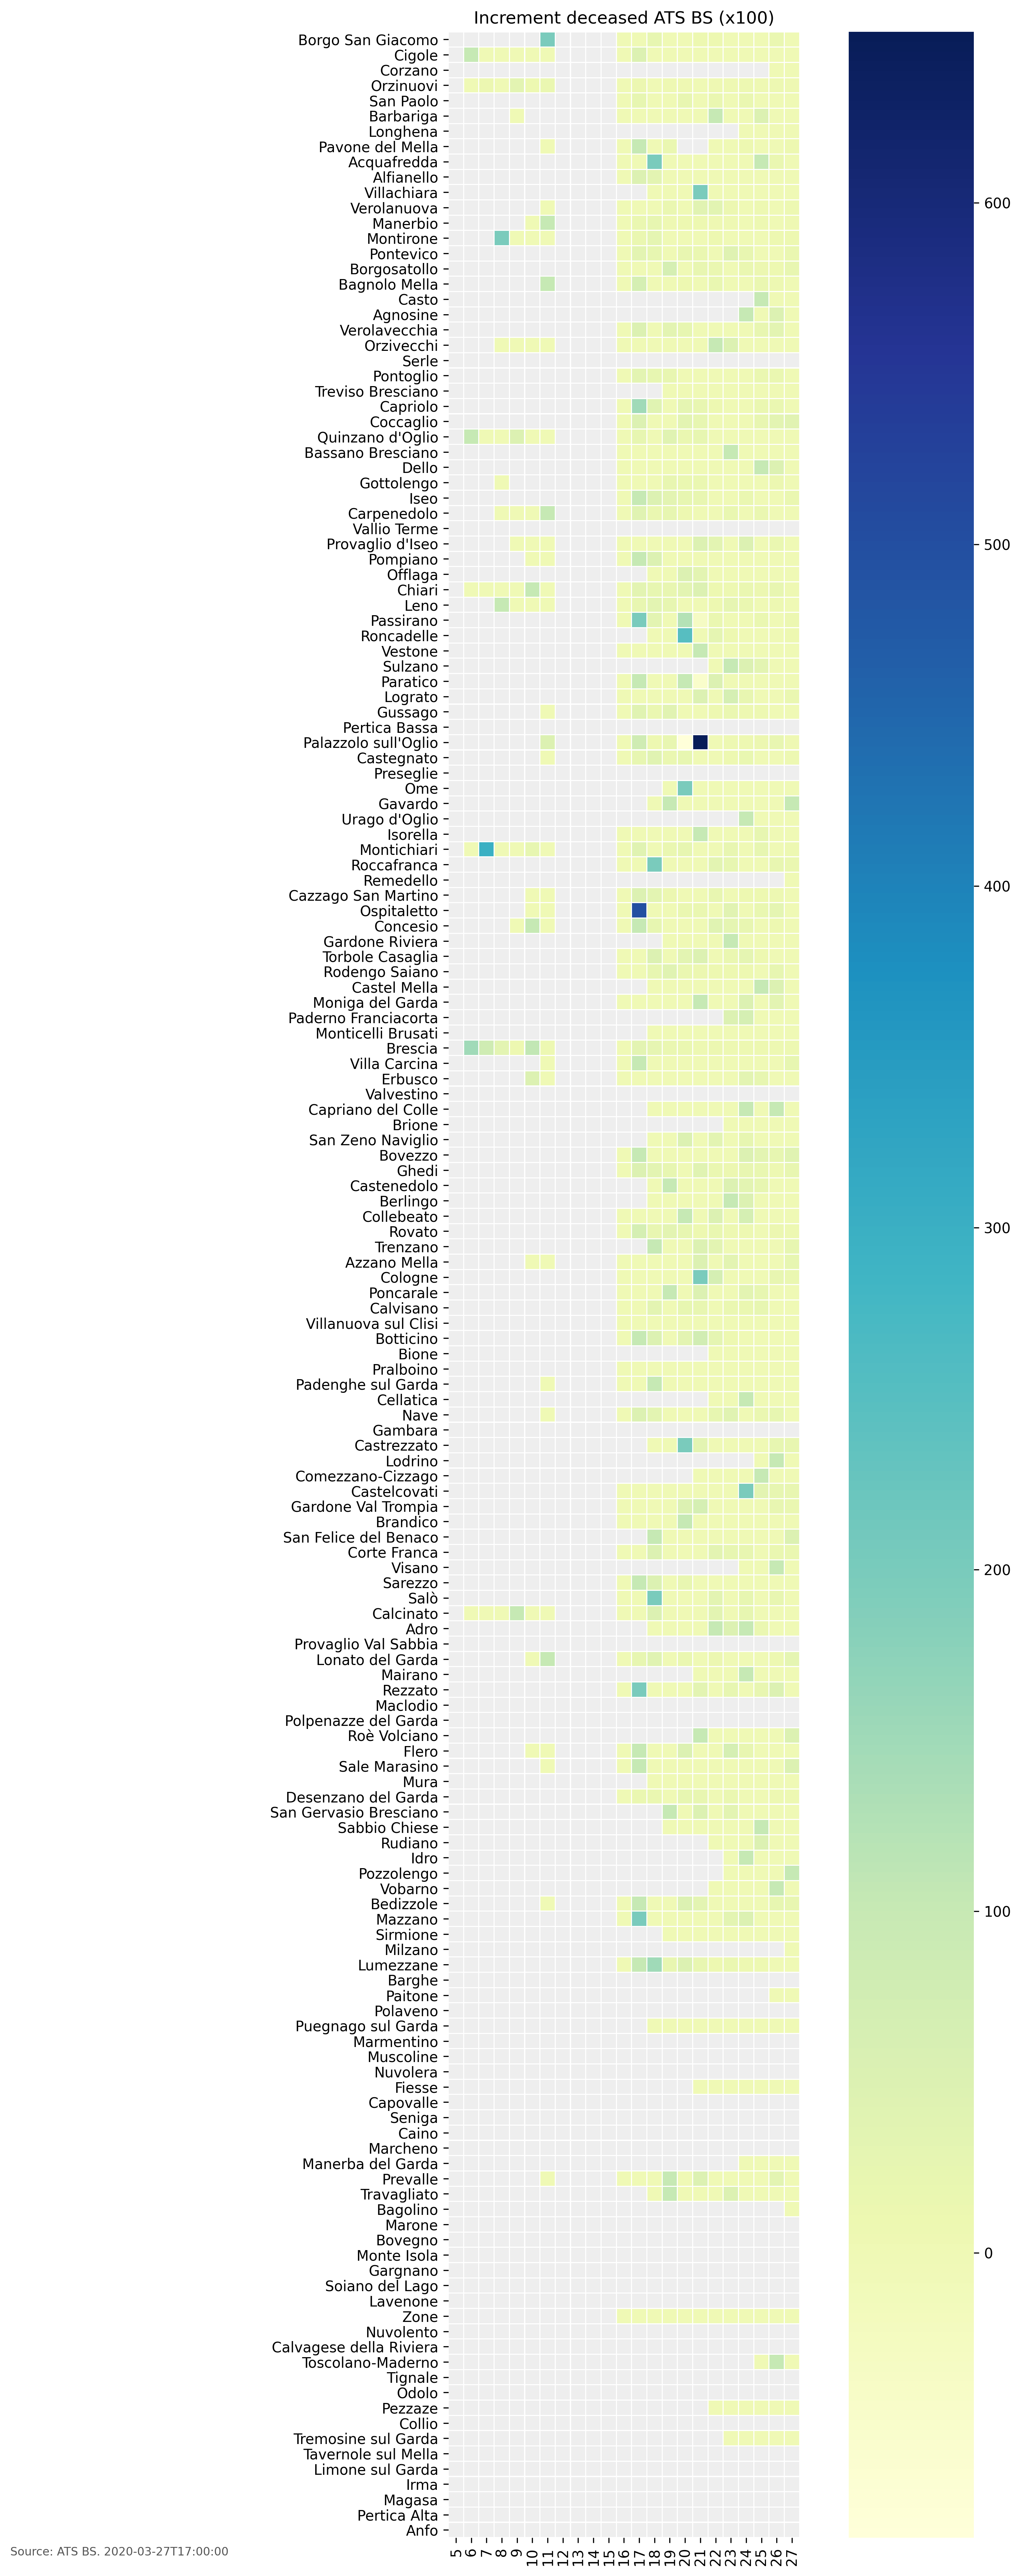 Increment deceased ATS BS (x100)
Borgo San Giacomo
Cigole
Corzano
Orzinuovi
San Paolo
Barbariga
Longhena
Pavone del Mella
Acquafredda
Alfianello
Villachiara
Verolanuova
Manerbio
Montirone
Pontevico
Borgosatollo
Bagnolo Mella
Casto
Agnosine
Verolavecchia
Orzivecchi
Serle
Pontoglio
Treviso Bresciano
Capriolo
Coccaglio
Quinzano d'Oglio
Bassano Bresciano
Dello
Gottolengo
Iseo
Carpenedolo
Vallio Terme
Provaglio d'Iseo
Pompiano
Offlaga
Chiari
Leno
Passirano
Roncadelle
Vestone
Sulzano
Paratico
Lograto
Gussago
Pertica Bassa
Palazzolo sull'Oglio
Castegnato
Preseglie
Ome
Gavardo
Urago d'Oglio
Isorella
Montichiari
Roccafranca
Remedello
Cazzago San Martino
Ospitaletto
Concesio
Gardone Riviera
Torbole Casaglia
Rodengo Saiano
Castel Mella
Moniga del Garda
Paderno Franciacorta
Monticelli Brusati
Brescia
Villa Carcina
Erbusco
Valvestino
Capriano del Colle
Brione
San Zeno Naviglio
Bovezzo
Ghedi
Castenedolo
Berlingo
Collebeato
Rovato
Trenzano
Azzano Mella
Cologne
Poncarale
Calvisano
Villanuova sul Clisi
Botticino
Bione
Pralboino
Padenghe sul Garda
Cellatica
Nave
Gambara
Castrezzato
Lodrino
Comezzano-Cizzago
Castelcovati
Gardone Val Trompia
Brandico
San Felice del Benaco
Corte Franca
Visano
Sarezzo
Salò
Calcinato
Adro
Provaglio Val Sabbia
Lonato del Garda
Mairano
Rezzato
Maclodio
Polpenazze del Garda
Roè Volciano
Flero
Sale Marasino
Mura
Desenzano del Garda
San Gervasio Bresciano
Sabbio Chiese
Rudiano
Idro
Pozzolengo
Vobarno
Bedizzole
Mazzano
Sirmione
Milzano
Lumezzane
Barghe
Paitone
Polaveno
Puegnago sul Garda
Marmentino
Muscoline
Nuvolera
Fiesse
Capovalle
Seniga
Caino
Marcheno
Manerba del Garda
Prevalle
Travagliato
Bagolino
Marone
Bovegno
Monte Isola
Gargnano
Soiano del Lago
Lavenone
Zone
Nuvolento
Calvagese della Riviera
Toscolano-Maderno
Tignale
Odolo
Pezzaze
Collio
Tremosine sul Garda
Tavernole sul Mella
Limone sul Garda
Irma
Magasa
Pertica Alta
Anfo
5 6 7 8 9 10 11 12 13 14 15 16 17 18 19 20 21 22 23 24 25 26 27
600
500
400
300
200
100
0
Source: ATS BS. 2020-03-27T17:00:00